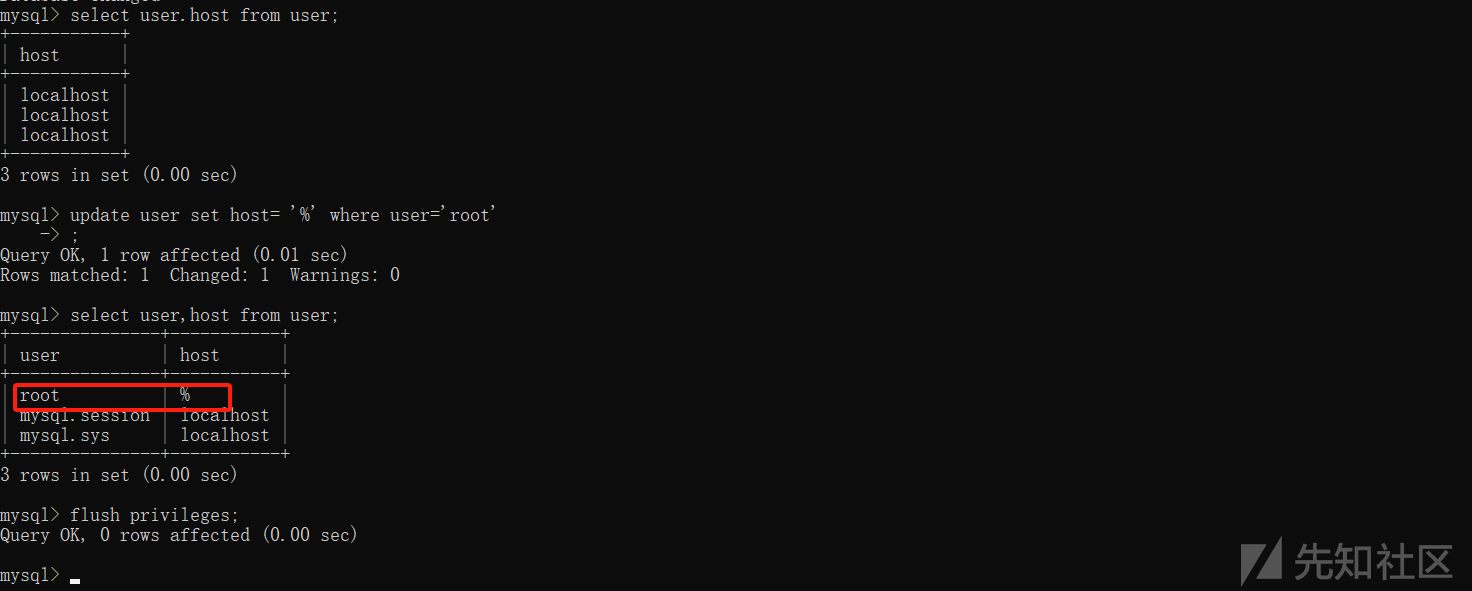 Database changed
mysql> select user.host from user;
+-----------+
| host      |
+-----------+
| localhost |
| localhost |
| localhost |
+-----------+
3 rows in set (0.00 sec)
mysql> update user set host= '%' where user='root'
    -> ;
Query OK, 1 row affected (0.01 sec)
Rows matched: 1  Changed: 1  Warnings: 0
mysql> select user,host from user;
+---------------+-----------+
| user          | host      |
+---------------+-----------+
| root          | %         |
| mysql.session | localhost |
| mysql.sys     | localhost |
+---------------+-----------+
3 rows in set (0.00 sec)
mysql> flush privileges;
Query OK, 0 rows affected (0.00 sec)
mysql>
先知社区